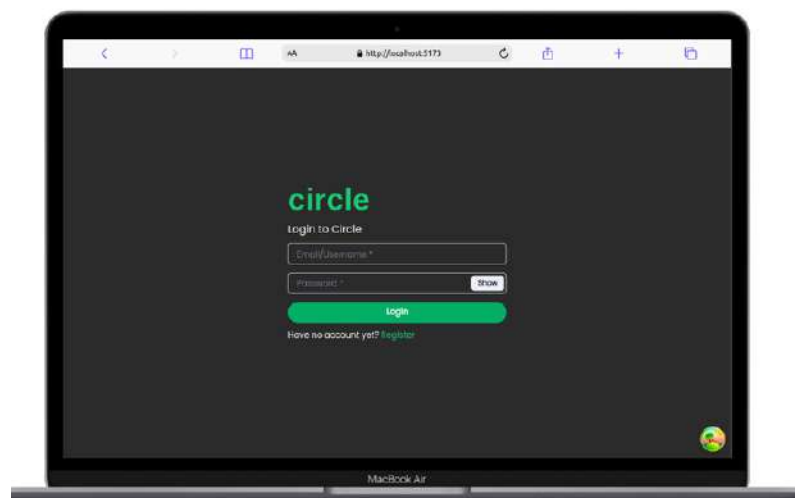 AA
http://localhost:5173
circle
Login to Circle
Email/Username *
Password *
Show
Login
Have no account yet? Register
MacBook Air